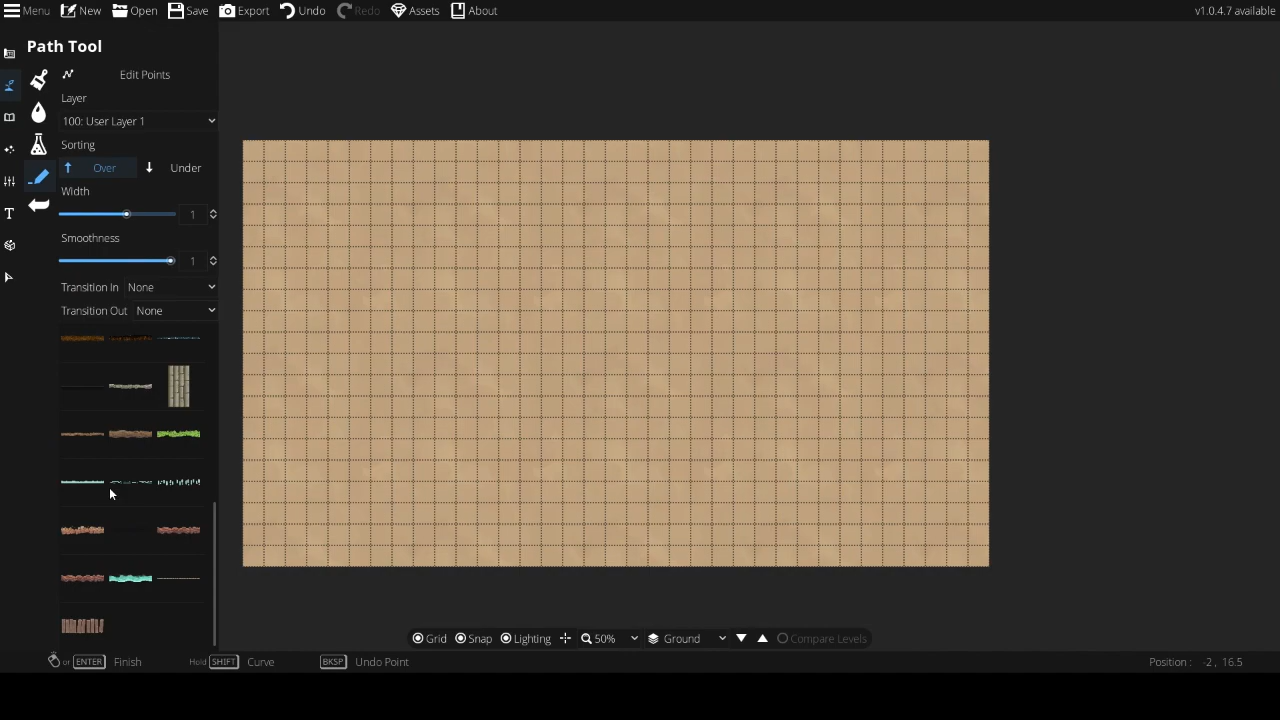 Menu New Open Save Export Undo Redo Assets About v1.0.4.7 available
Path Tool
Edit Points
Layer
100: User Layer 1
Sorting
Over Under
Width
1
Smoothness
1
Transition In None
Transition Out None
Grid Snap Lighting 50% Ground Compare Levels
or ENTER Finish Hold SHIFT Curve BKSP Undo Point Position : -2, 16.5